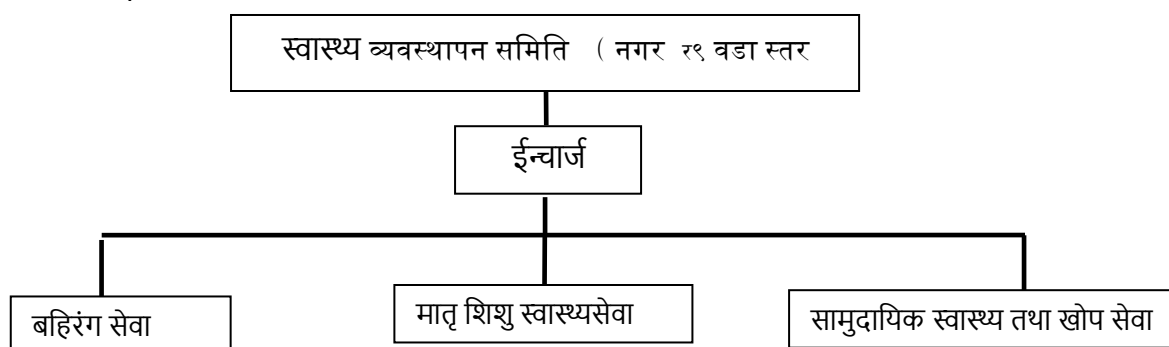 स्वास्थ्य व्यवस्थापन समिति ( नगर २९ वडा स्तर
ईन्चार्ज
बहिरंग सेवा
मातृ शिशु स्वास्थ्यसेवा
सामुदायिक स्वास्थ्य तथा खोप सेवा